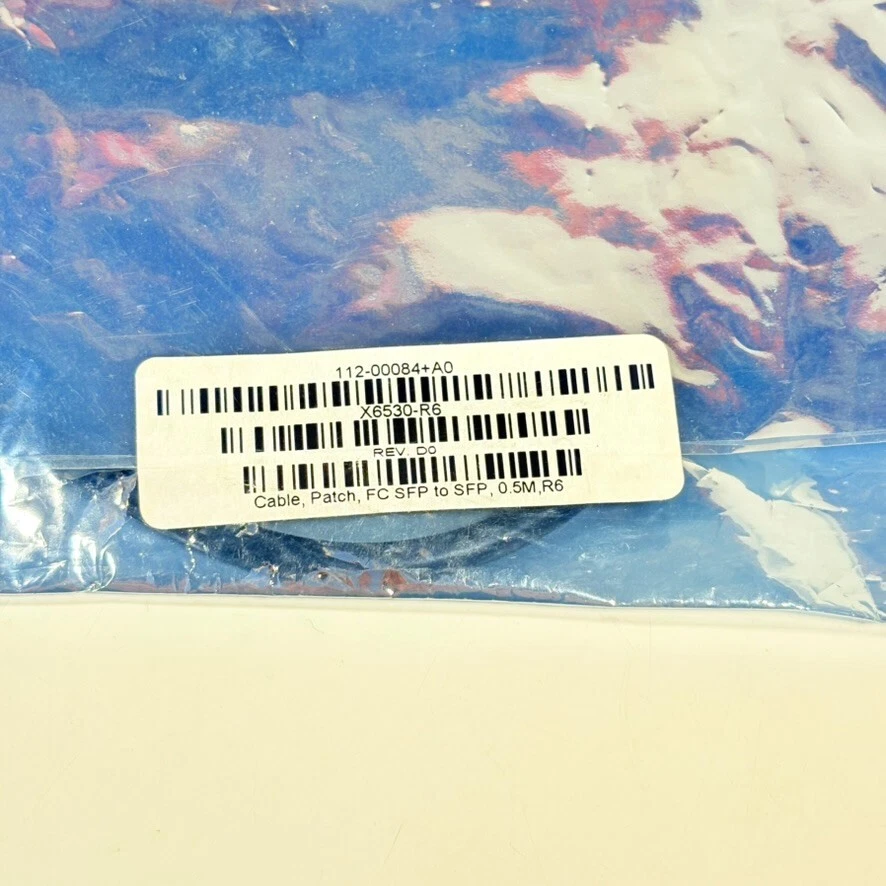 112-00084+A0
X6530-R6
REV. D0
Cable, Patch, FC SFP to SFP, 0.5M,R6